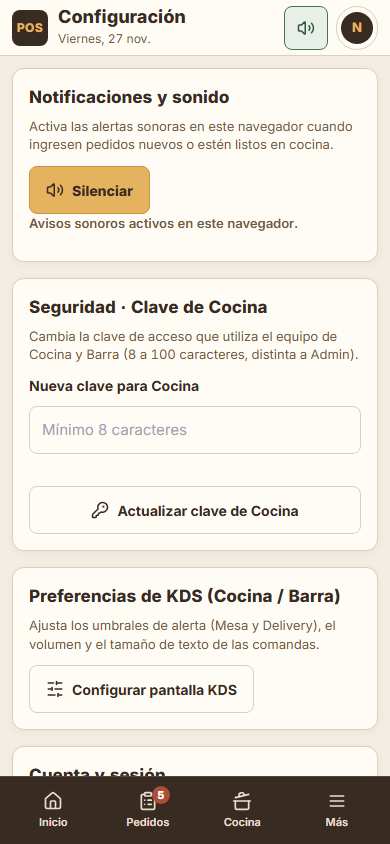 POS
Configuración
Viernes, 27 nov.
N
Notificaciones y sonido
Activa las alertas sonoras en este navegador cuando
ingresen pedidos nuevos o estén listos en cocina.
Silenciar
Avisos sonoros activos en este navegador.
Seguridad · Clave de Cocina
Cambia la clave de acceso que utiliza el equipo de
Cocina y Barra (8 a 100 caracteres, distinta a Admin).
Nueva clave para Cocina
Mínimo 8 caracteres
Actualizar clave de Cocina
Preferencias de KDS (Cocina / Barra)
Ajusta los umbrales de alerta (Mesa y Delivery), el
volumen y el tamaño de texto de las comandas.
Configurar pantalla KDS
Cuenta y sesión
5
Inicio
Pedidos
Cocina
Más